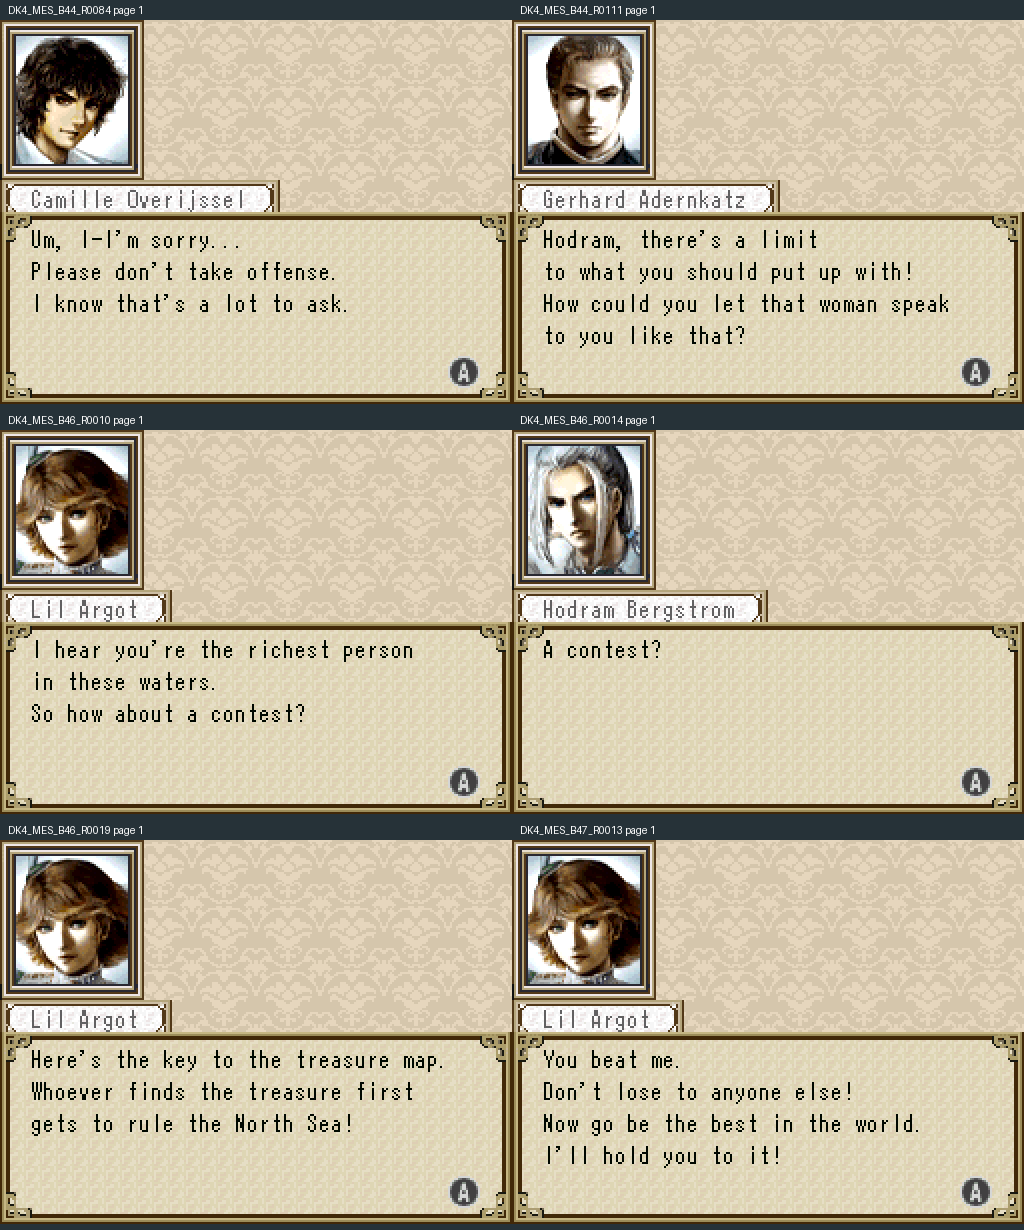 DK4_MES_B44_R0084 page 1
Camille Overijssel
Um, I-I'm sorry...
Please don't take offense.
I know that's a lot to ask.
A
DK4_MES_B44_R0111 page 1
Gerhard Adernkatz
Hodram, there's a limit
to what you should put up with!
How could you let that woman speak
to you like that?
A
DK4_MES_B46_R0010 page 1
Lil Argot
I hear you're the richest person
in these waters.
So how about a contest?
A
DK4_MES_B46_R0014 page 1
Hodram Bergstrom
A contest?
A
DK4_MES_B46_R0019 page 1
Lil Argot
Here's the key to the treasure map.
Whoever finds the treasure first
gets to rule the North Sea!
A
DK4_MES_B47_R0013 page 1
Lil Argot
You beat me.
Don't lose to anyone else!
Now go be the best in the world.
I'll hold you to it!
A